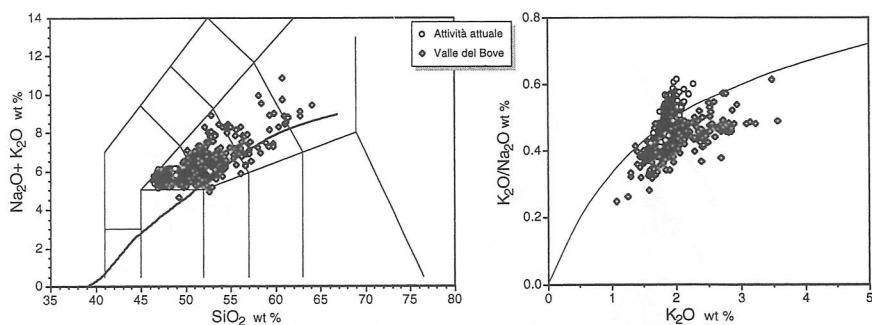 14
12
10
8
6
4
2
0
Na2O+ K2O wt %
35 40 45 50 55 60 65 70 75 80
SiO2 wt %
Attività attuale
Valle del Bove
0.8
0.6
0.4
0.2
0.0
K2O/Na2O wt %
0 1 2 3 4 5
K2O wt %